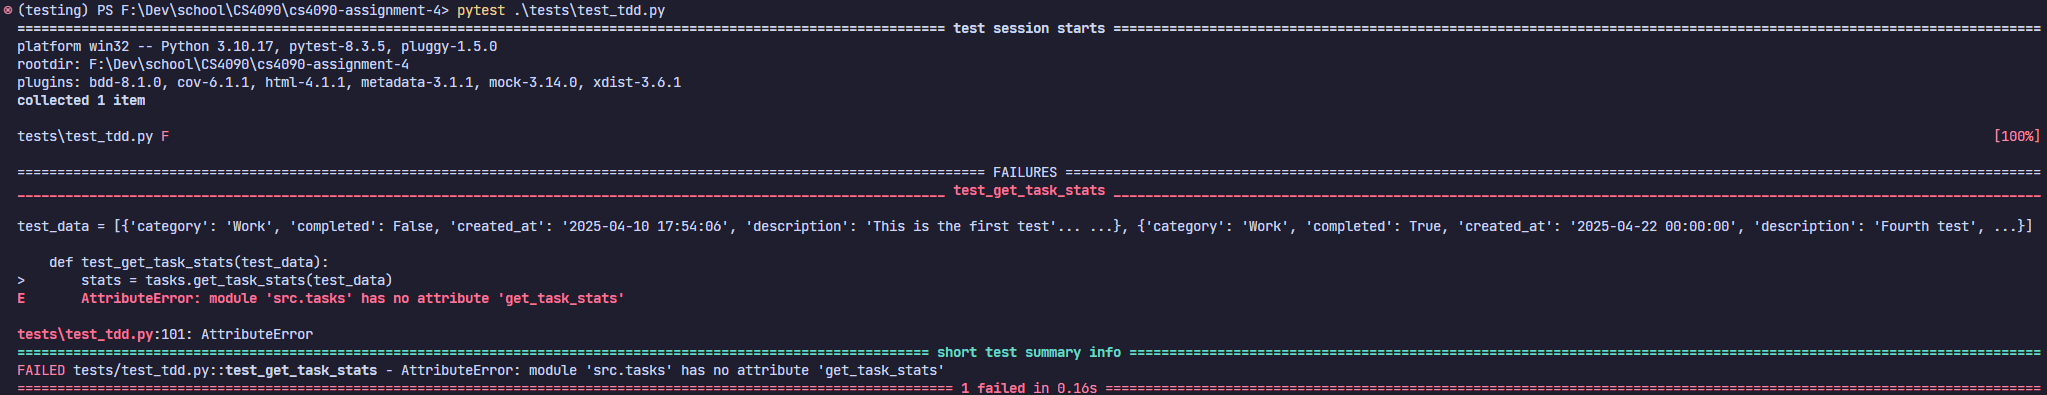 (testing) PS F:\Dev\school\CS4090\cs4090-assignment-4> pytest .\tests\test_tdd.py
test session starts
platform win32 -- Python 3.10.17, pytest-8.3.5, pluggy-1.5.0
rootdir: F:\Dev\school\CS4090\cs4090-assignment-4
plugins: bdd-8.1.0, cov-6.1.1, html-4.1.1, metadata-3.1.1, mock-3.14.0, xdist-3.6.1
collected 1 item
tests\test_tdd.py F [100%]
FAILURES
test_get_task_stats
test_data = [{'category': 'Work', 'completed': False, 'created_at': '2025-04-10 17:54:06', 'description': 'This is the first test'... ...}, {'category': 'Work', 'completed': True, 'created_at': '2025-04-22 00:00:00', 'description': 'Fourth test', ...}]
    def test_get_task_stats(test_data):
>       stats = tasks.get_task_stats(test_data)
E       AttributeError: module 'src.tasks' has no attribute 'get_task_stats'
tests\test_tdd.py:101: AttributeError
short test summary info
FAILED tests/test_tdd.py::test_get_task_stats - AttributeError: module 'src.tasks' has no attribute 'get_task_stats'
1 failed in 0.16s